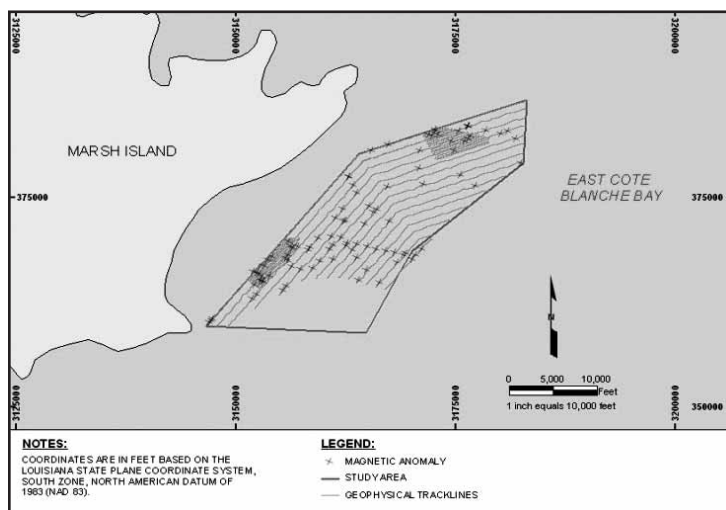 3125000
3150000
3175000
3200000
MARSH ISLAND
EAST COTE
BLANCHE BAY
375000
375000
N
0 5,000 10,000
Feet
1 inch equals 10,000 feet
3125000
3150000
3175000
3200000
350000
NOTES:
COORDINATES ARE IN FEET BASED ON THE
LOUISIANA STATE PLANE COORDINATE SYSTEM,
SOUTH ZONE, NORTH AMERICAN DATUM OF
1983 (NAD 83).
LEGEND:
MAGNETIC ANOMALY
STUDY AREA
GEOPHYSICAL TRACKLINES